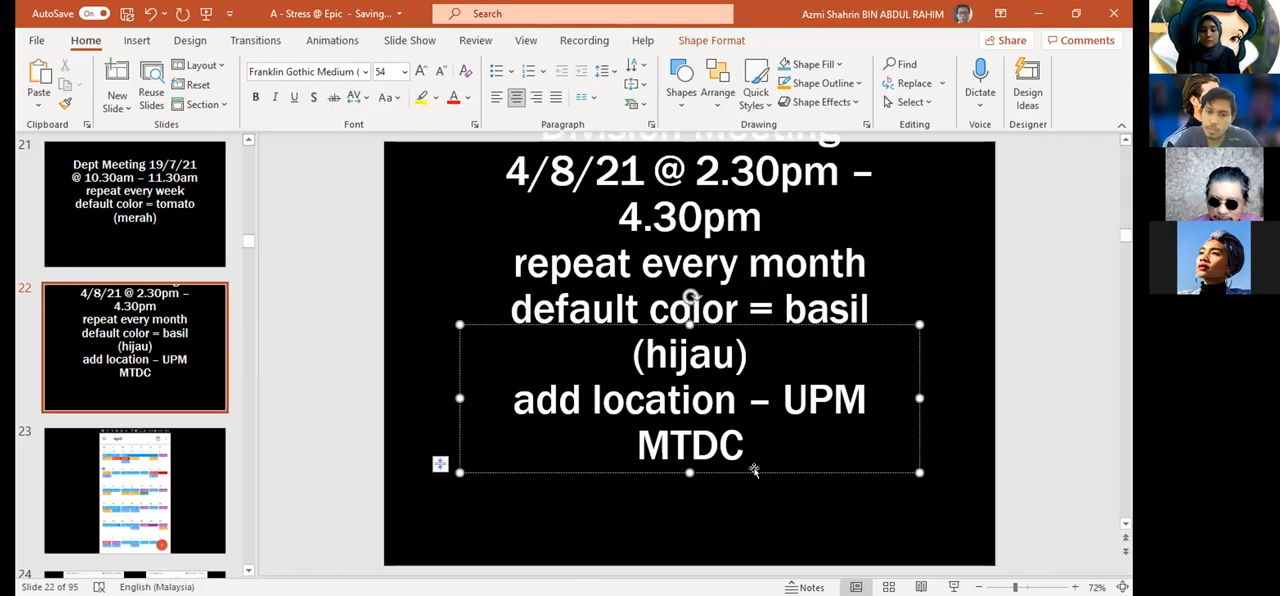 AutoSave On A - Stress @ Epic - Saving... Search Azmi Shahrin BIN ABDUL RAHIM
File Home Insert Design Transitions Animations Slide Show Review View Recording Help Shape Format Share Comments
Paste
Clipboard
New Slide
Reuse Slides
Layout
Reset
Section
Slides
Franklin Gothic Medium ( 54
B I U S ab AV Aa A
Font
Paragraph
Shapes
Arrange
Quick Styles
Shape Fill
Shape Outline
Shape Effects
Drawing
Find
Replace
Select
Editing
Dictate
Voice
Design Ideas
Designer
21
Dept Meeting 19/7/21
@ 10.30am – 11.30am
repeat every week
default color = tomato
(merah)
22
4/8/21 @ 2.30pm –
4.30pm
repeat every month
default color = basil
(hijau)
add location – UPM
MTDC
23
24
Division Meeting
4/8/21 @ 2.30pm –
4.30pm
repeat every month
default color = basil
(hijau)
add location – UPM
MTDC
Slide 22 of 95 English (Malaysia) Notes 72%